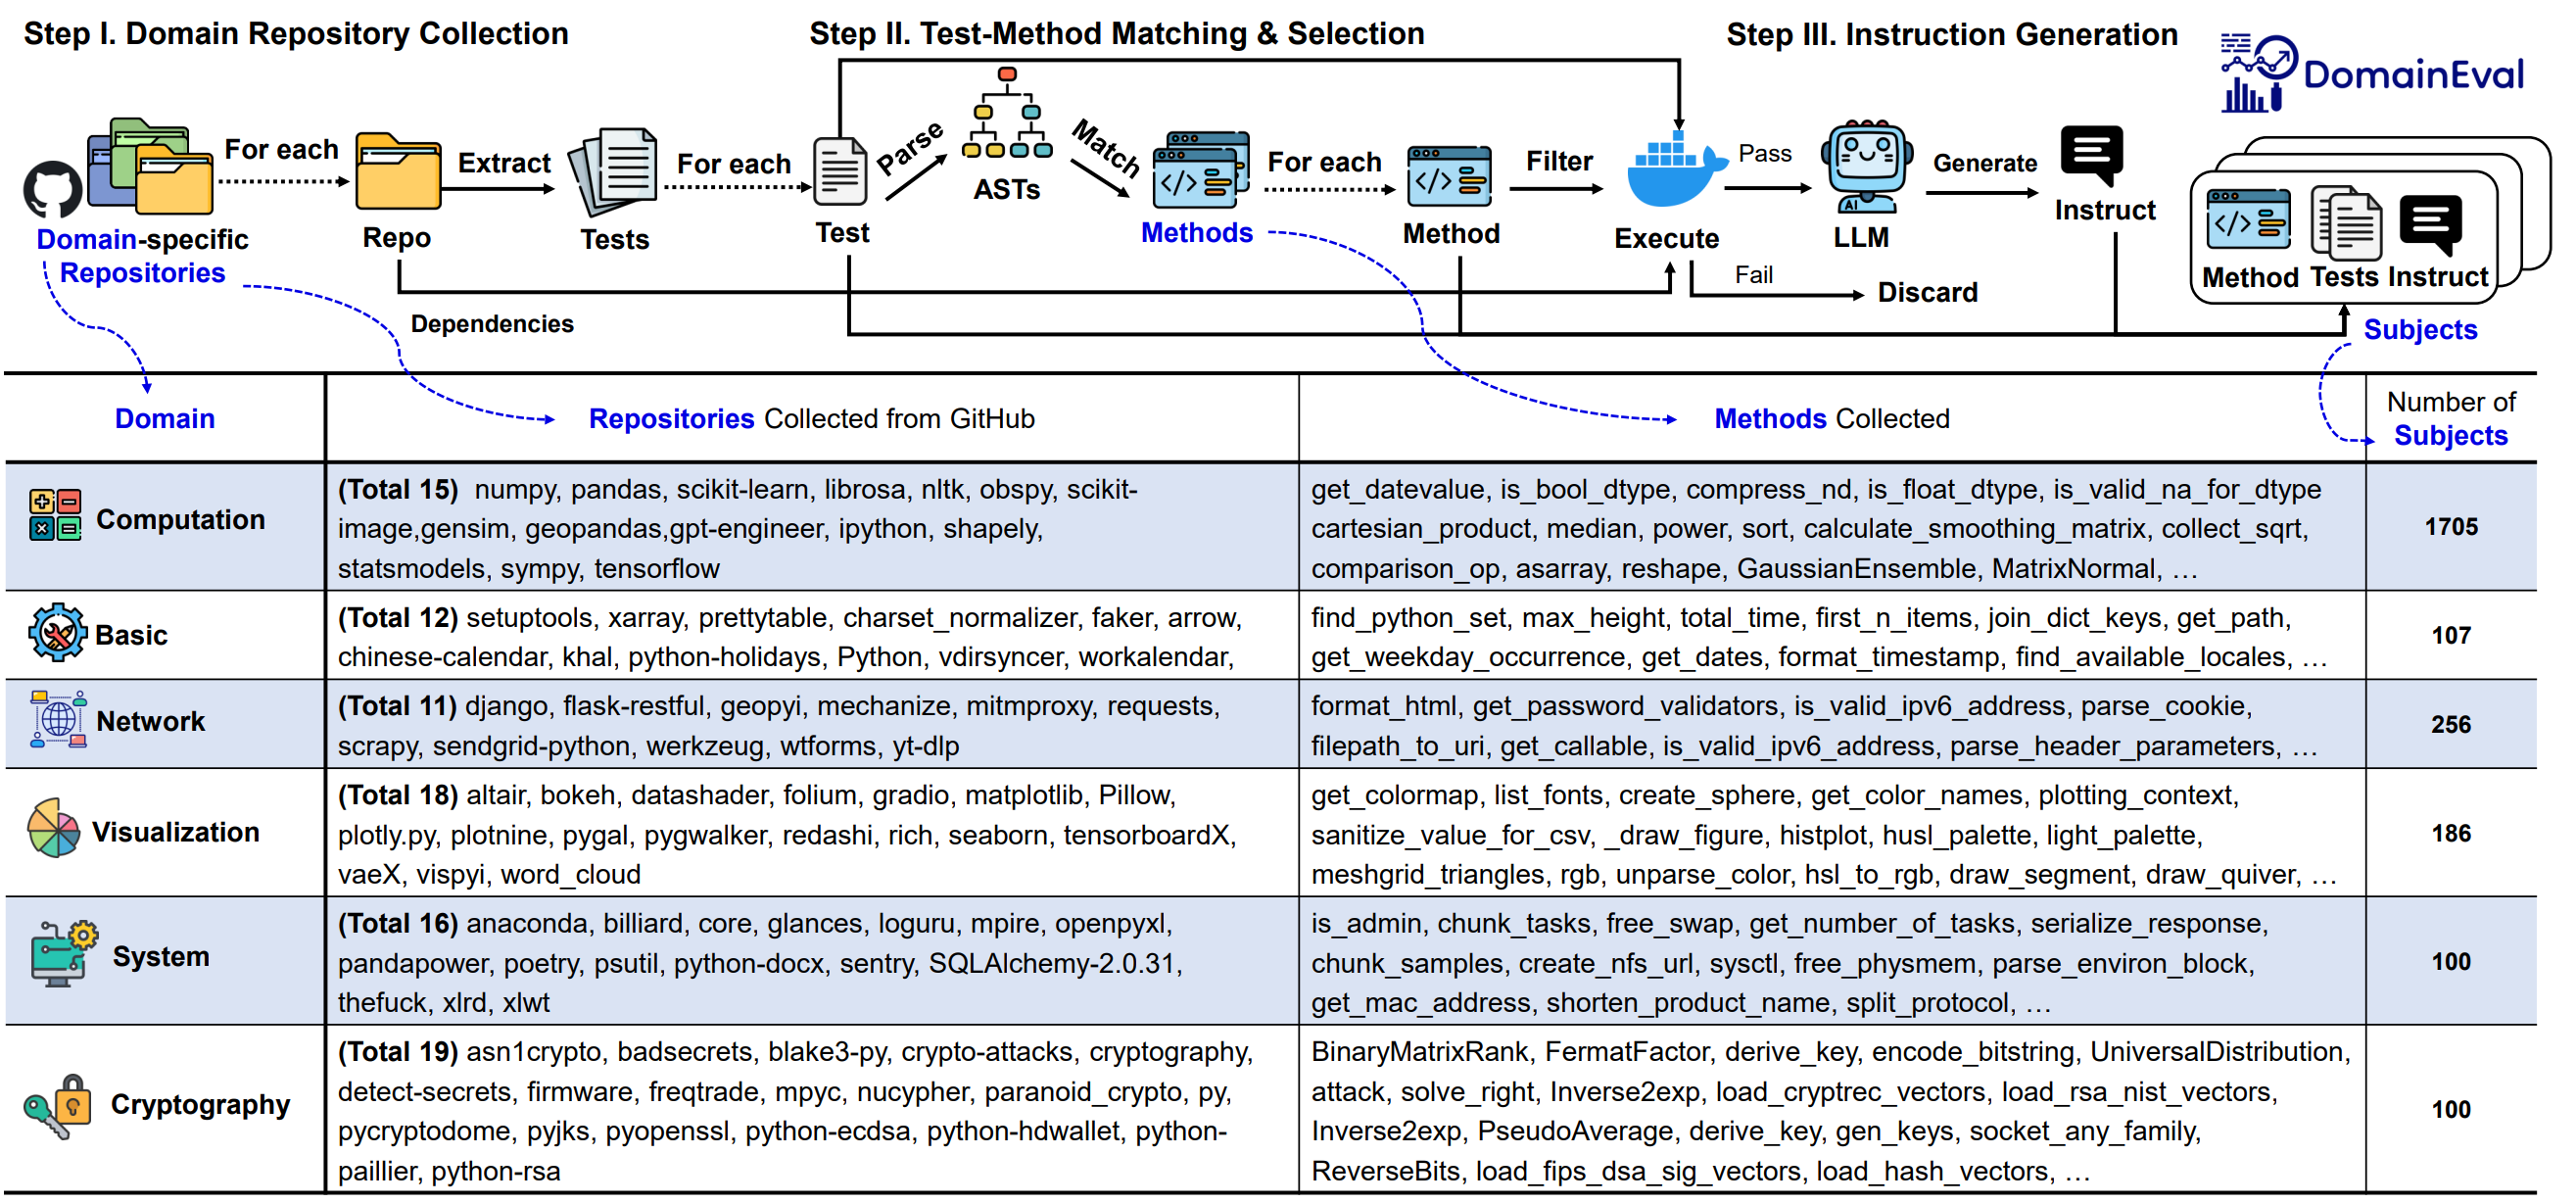 Step I. Domain Repository Collection
Step II. Test-Method Matching & Selection
Step III. Instruction Generation
DomainEval
For each
Extract
For each
Parse
ASTs
Match
For each
Filter
Pass
AI
Generate
Domain-specific
Repositories
Repo
Tests
Test
Methods
Method
Execute
LLM
Instruct
Fail
Discard
Dependencies
Method Tests Instruct
Subjects
Domain
Repositories Collected from GitHub
Methods Collected
Number of
Subjects
Computation
(Total 15) numpy, pandas, scikit-learn, librosa, nltk, obspy, scikit-
image,gensim, geopandas,gpt-engineer, ipython, shapely,
statsmodels, sympy, tensorflow
get_datevalue, is_bool_dtype, compress_nd, is_float_dtype, is_valid_na_for_dtype
cartesian_product, median, power, sort, calculate_smoothing_matrix, collect_sqrt,
comparison_op, asarray, reshape, GaussianEnsemble, MatrixNormal, …
1705
Basic
(Total 12) setuptools, xarray, prettytable, charset_normalizer, faker, arrow,
chinese-calendar, khal, python-holidays, Python, vdirsyncer, workalendar,
find_python_set, max_height, total_time, first_n_items, join_dict_keys, get_path,
get_weekday_occurrence, get_dates, format_timestamp, find_available_locales, …
107
Network
(Total 11) django, flask-restful, geopyi, mechanize, mitmproxy, requests,
scrapy, sendgrid-python, werkzeug, wtforms, yt-dlp
format_html, get_password_validators, is_valid_ipv6_address, parse_cookie,
filepath_to_uri, get_callable, is_valid_ipv6_address, parse_header_parameters, …
256
Visualization
(Total 18) altair, bokeh, datashader, folium, gradio, matplotlib, Pillow,
plotly.py, plotnine, pygal, pygwalker, redashi, rich, seaborn, tensorboardX,
vaeX, vispyi, word_cloud
get_colormap, list_fonts, create_sphere, get_color_names, plotting_context,
sanitize_value_for_csv, _draw_figure, histplot, husl_palette, light_palette,
meshgrid_triangles, rgb, unparse_color, hsl_to_rgb, draw_segment, draw_quiver, …
186
System
(Total 16) anaconda, billiard, core, glances, loguru, mpire, openpyxl,
pandapower, poetry, psutil, python-docx, sentry, SQLAlchemy-2.0.31,
thefuck, xlrd, xlwt
is_admin, chunk_tasks, free_swap, get_number_of_tasks, serialize_response,
chunk_samples, create_nfs_url, sysctl, free_physmem, parse_environ_block,
get_mac_address, shorten_product_name, split_protocol, …
100
Cryptography
(Total 19) asn1crypto, badsecrets, blake3-py, crypto-attacks, cryptography,
detect-secrets, firmware, freqtrade, mpyc, nucypher, paranoid_crypto, py,
pycryptodome, pyjks, pyopenssl, python-ecdsa, python-hdwallet, python-
paillier, python-rsa
BinaryMatrixRank, FermatFactor, derive_key, encode_bitstring, UniversalDistribution,
attack, solve_right, Inverse2exp, load_cryptrec_vectors, load_rsa_nist_vectors,
Inverse2exp, PseudoAverage, derive_key, gen_keys, socket_any_family,
ReverseBits, load_fips_dsa_sig_vectors, load_hash_vectors, …
100